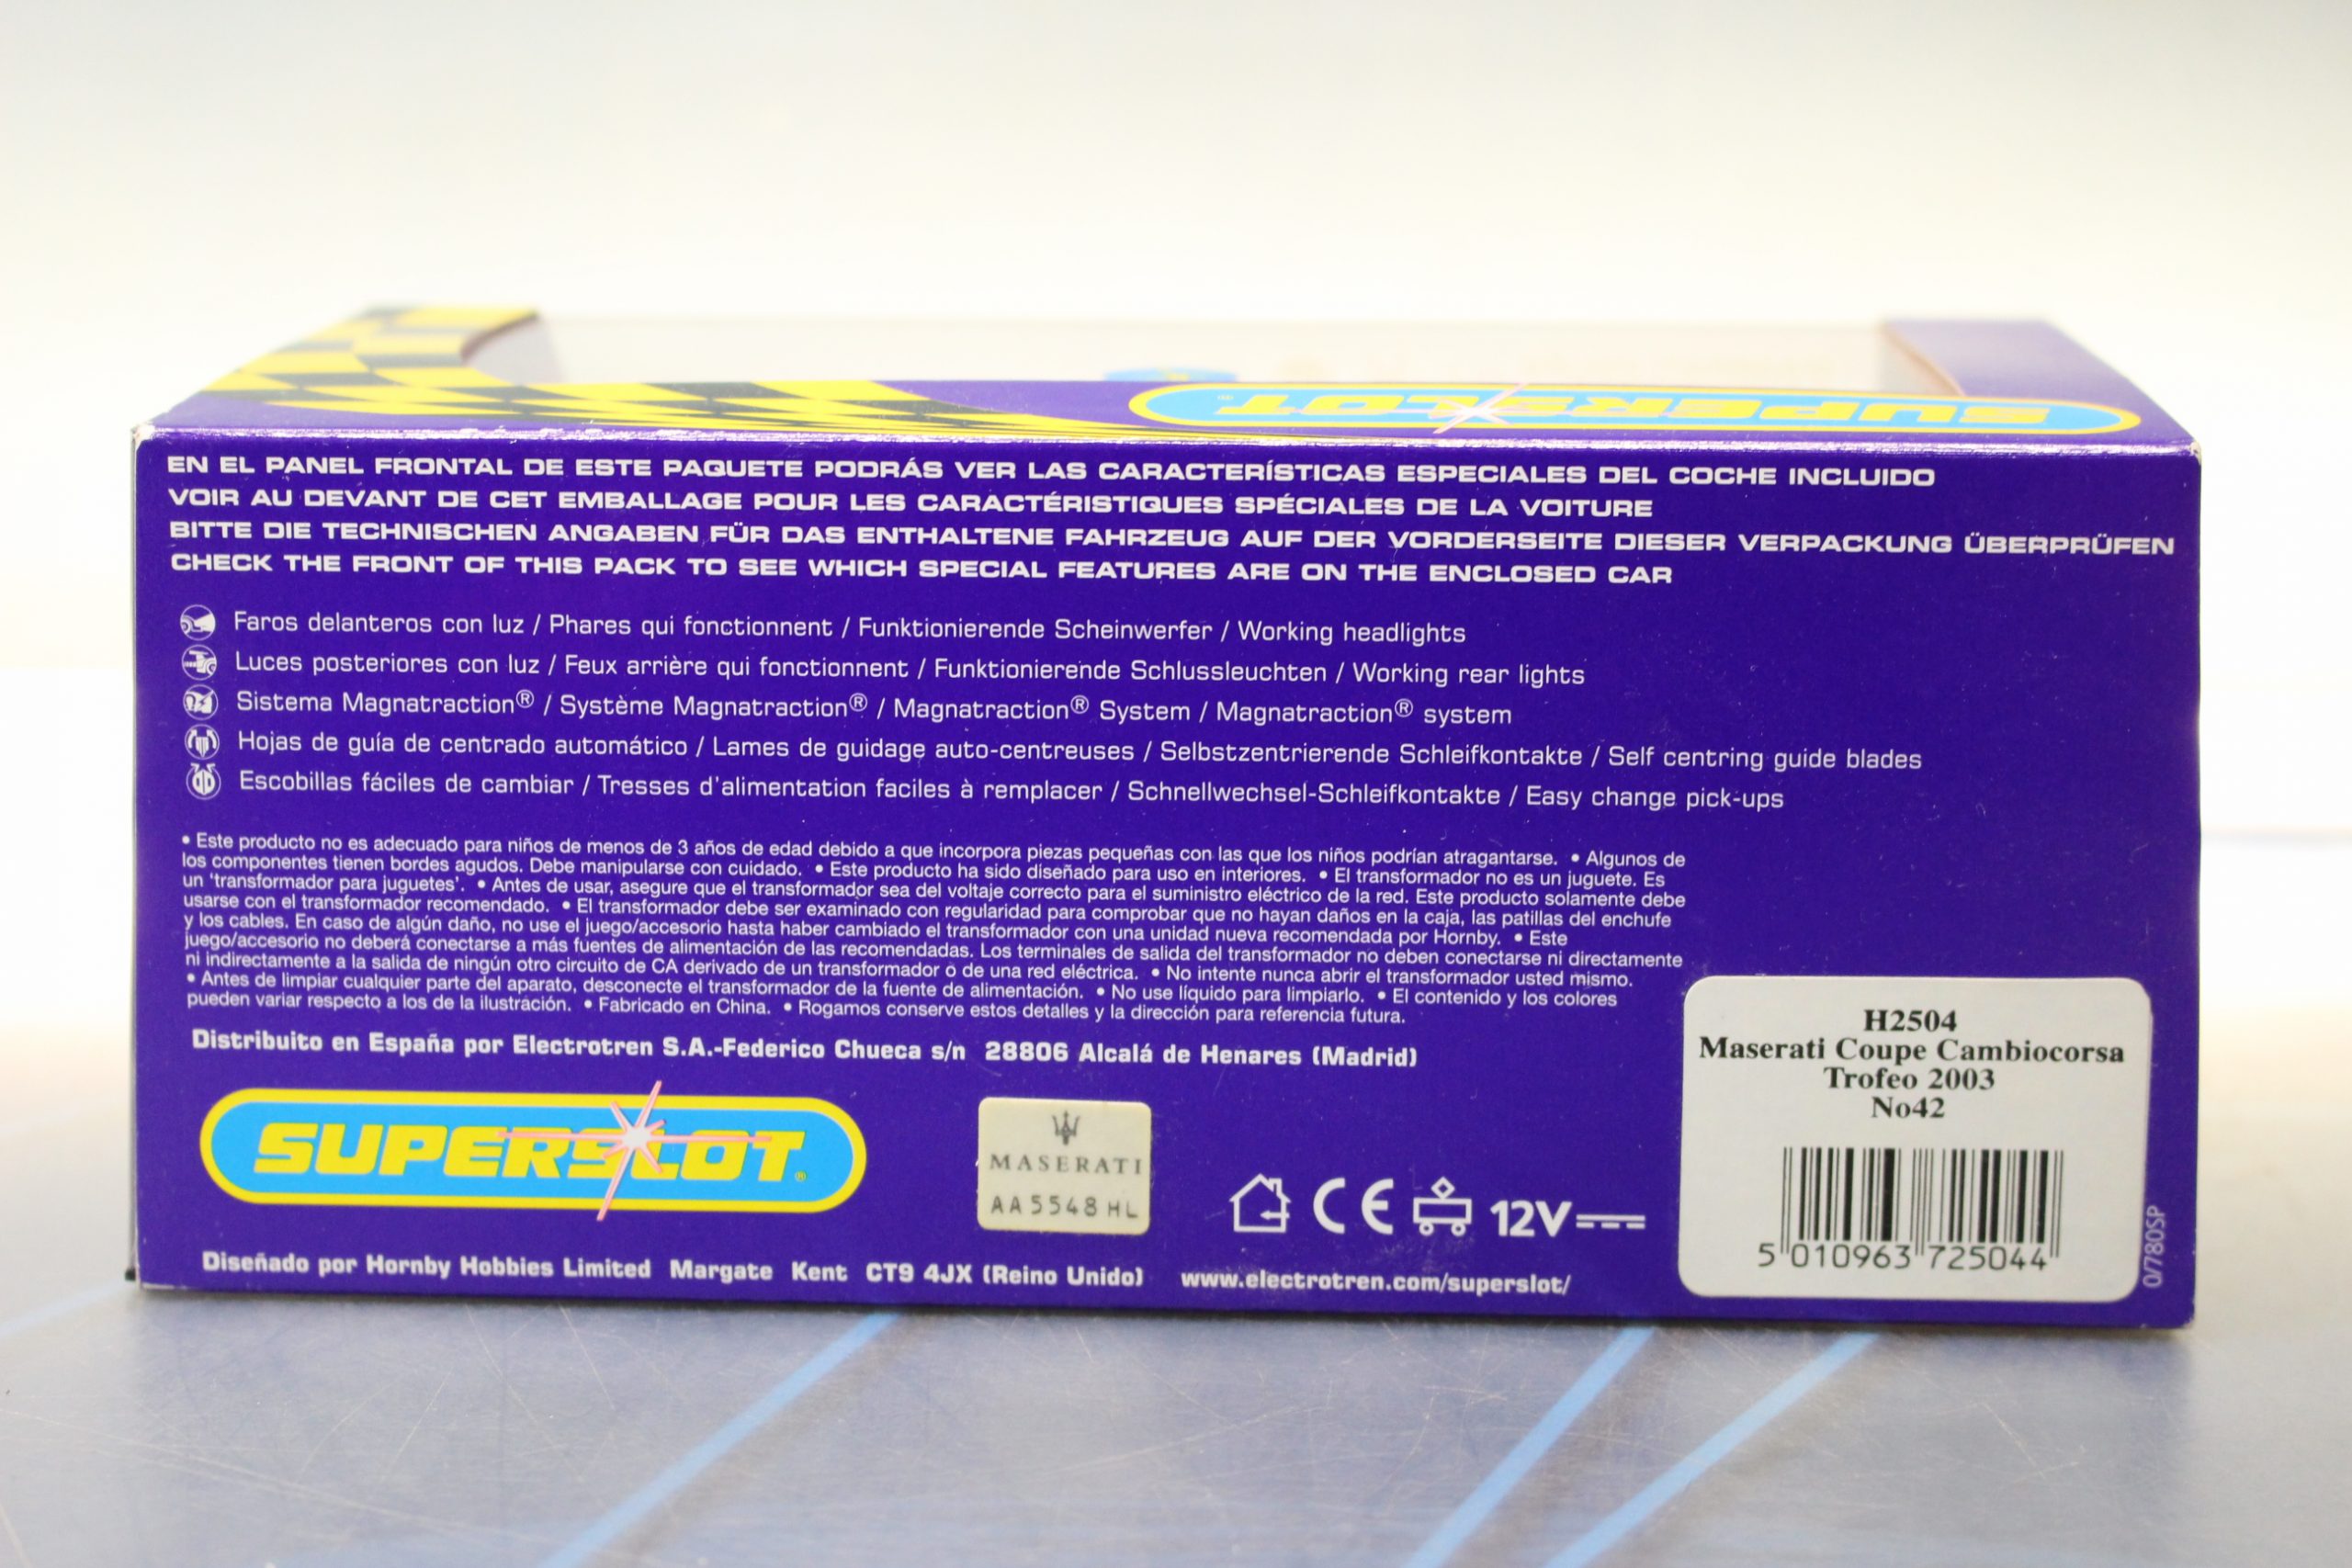 SUPERSLOT®
EN EL PANEL FRONTAL DE ESTE PAQUETE PODRÁS VER LAS CARACTERÍSTICAS ESPECIALES DEL COCHE INCLUIDO
VOIR AU DEVANT DE CET EMBALLAGE POUR LES CARACTÉRISTIQUES SPÉCIALES DE LA VOITURE
BITTE DIE TECHNISCHEN ANGABEN FÜR DAS ENTHALTENE FAHRZEUG AUF DER VORDERSEITE DIESER VERPACKUNG ÜBERPRÜFEN
CHECK THE FRONT OF THIS PACK TO SEE WHICH SPECIAL FEATURES ARE ON THE ENCLOSED CAR
Faros delanteros con luz / Phares qui fonctionnent / Funktionierende Scheinwerfer / Working headlights
Luces posteriores con luz / Feux arrière qui fonctionnent / Funktionierende Schlussleuchten / Working rear lights
Sistema Magnatraction® / Système Magnatraction® / Magnatraction® System / Magnatraction® system
Hojas de guía de centrado automático / Lames de guidage auto-centreuses / Selbstzentrierende Schleifkontakte / Self centring guide blades
Escobillas fáciles de cambiar / Tresses d'alimentation faciles à remplacer / Schnellwechsel-Schleifkontakte / Easy change pick-ups
• Este producto no es adecuado para niños de menos de 3 años de edad debido a que incorpora piezas pequeñas con las que los niños podrían atragantarse. • Algunos de
los componentes tienen bordes agudos. Debe manipularse con cuidado. • Este producto ha sido diseñado para uso en interiores. • El transformador no es un juguete. Es
un 'transformador para juguetes'. • Antes de usar, asegure que el transformador sea del voltaje correcto para el suministro eléctrico de la red. Este producto solamente debe
usarse con el transformador recomendado. • El transformador debe ser examinado con regularidad para comprobar que no hayan daños en la caja, las patillas del enchufe
y los cables. En caso de algún daño, no use el juego/accesorio hasta haber cambiado el transformador con una unidad nueva recomendada por Hornby. • Este
juego/accesorio no deberá conectarse a más fuentes de alimentación de las recomendadas. Los terminales de salida del transformador no deben conectarse ni directamente
ni indirectamente a la salida de ningún otro circuito de CA derivado de un transformador o de una red eléctrica. • No intente nunca abrir el transformador usted mismo.
• Antes de limpiar cualquier parte del aparato, desconecte el transformador de la fuente de alimentación. • No use líquido para limpiarlo. • El contenido y los colores
pueden variar respecto a los de la ilustración. • Fabricado en China. • Rogamos conserve estos detalles y la dirección para referencia futura.
Distribuito en España por Electrotren S.A.-Federico Chueca s/n 28806 Alcalá de Henares (Madrid)
SUPERSLOT®
MASERATI
AA5548HL
CE 12V
Diseñado por Hornby Hobbies Limited Margate Kent CT9 4JX (Reino Unido) www.electrotren.com/superslot/
H2504
Maserati Coupe Cambiocorsa
Trofeo 2003
No42
5 010963 725044
0/780SP